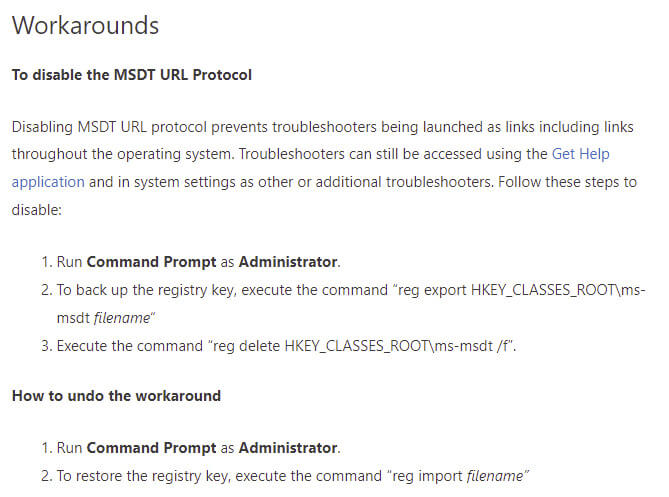 Workarounds
To disable the MSDT URL Protocol
Disabling MSDT URL protocol prevents troubleshooters being launched as links including links
throughout the operating system. Troubleshooters can still be accessed using the Get Help
application and in system settings as other or additional troubleshooters. Follow these steps to
disable:
1. Run Command Prompt as Administrator.
2. To back up the registry key, execute the command “reg export HKEY_CLASSES_ROOT\ms-
msdt filename“
3. Execute the command “reg delete HKEY_CLASSES_ROOT\ms-msdt /f”.
How to undo the workaround
1. Run Command Prompt as Administrator.
2. To restore the registry key, execute the command “reg import filename”